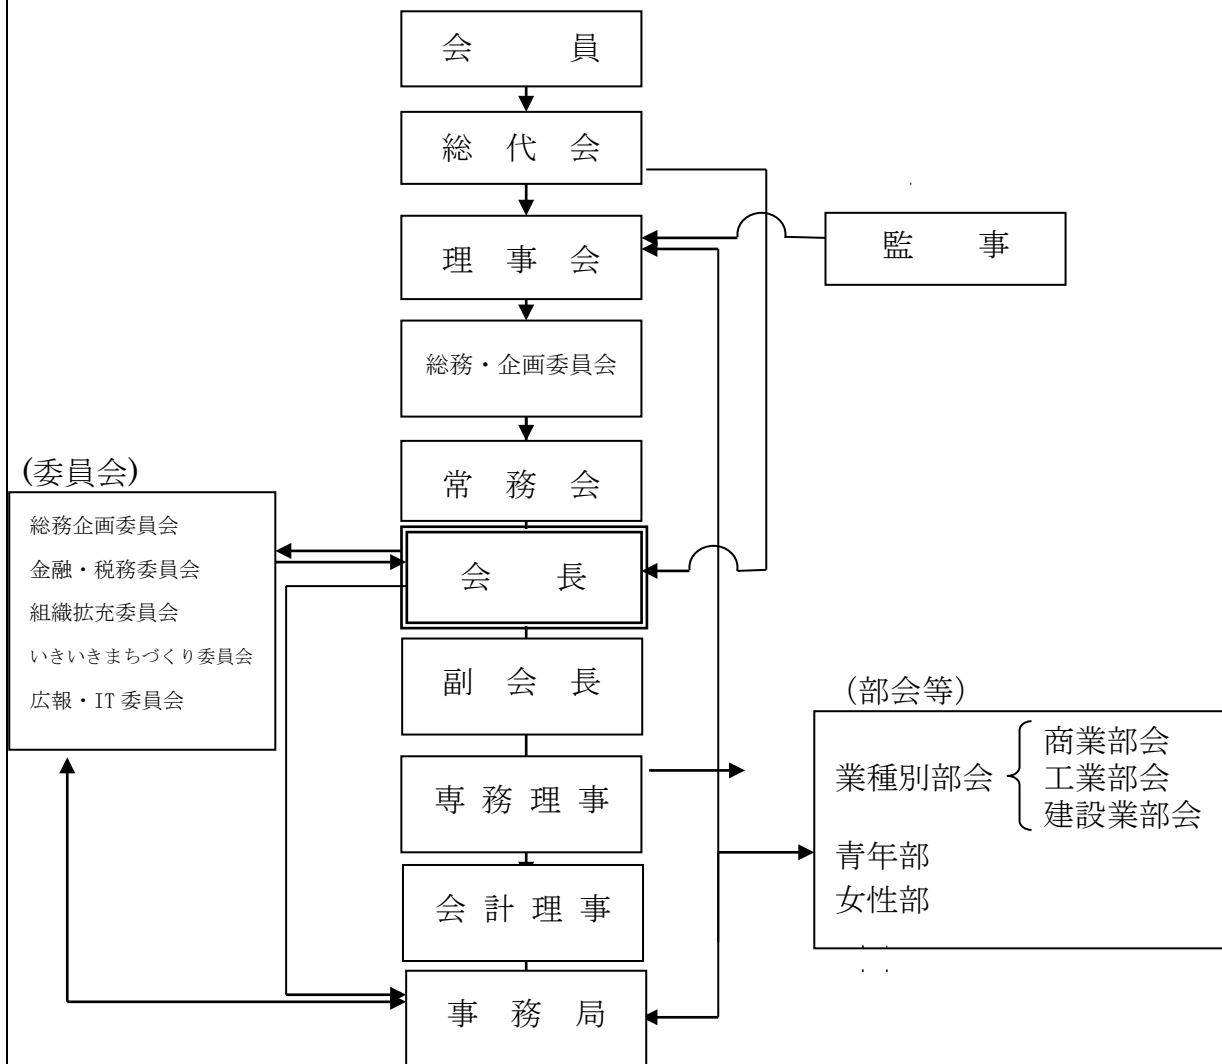 会員
総代会
理事会
監事
総務・企画委員会
常務会
(委員会)
総務企画委員会
金融・税務委員会
組織拡充委員会
いきいきまちづくり委員会
広報・IT委員会
会長
副会長
専務理事
会計理事
事務局
(部会等)
業種別部会
商業部会
工業部会
建設業部会
青年部
女性部